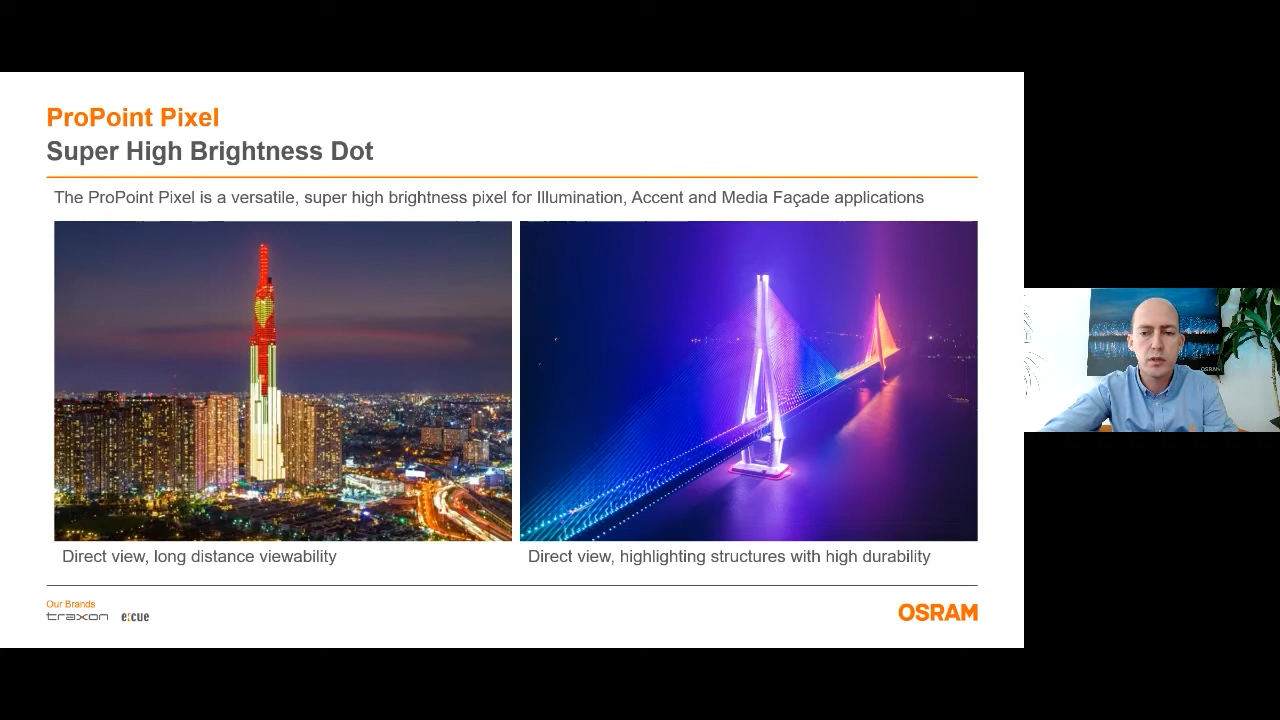 ProPoint Pixel
Super High Brightness Dot
The ProPoint Pixel is a versatile, super high brightness pixel for Illumination, Accent and Media Façade applications
Direct view, long distance viewability
Direct view, highlighting structures with high durability
Our Brands
traxon e:cue
OSRAM
OSRAM